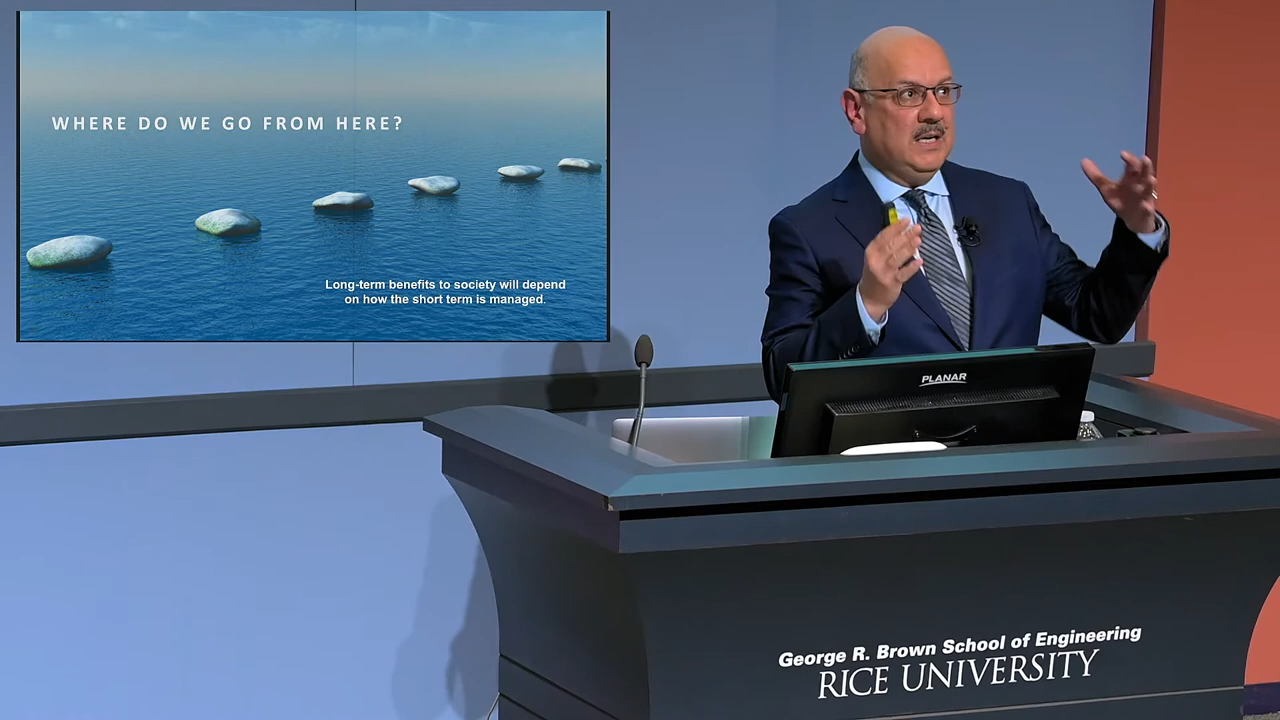 WHERE DO WE GO FROM HERE?
Long-term benefits to society will depend
on how the short term is managed.
PLANAR
George R. Brown School of Engineering
RICE UNIVERSITY